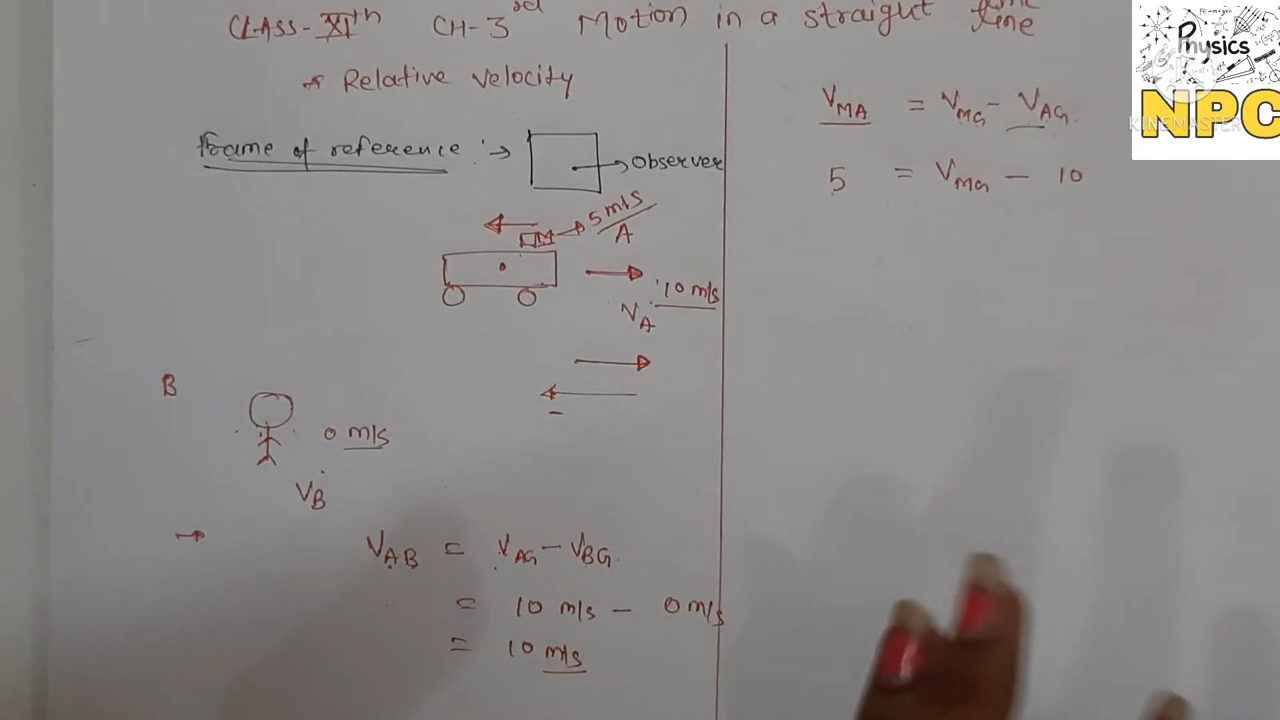 CLASS-XIth CH-3rd Motion in a straight line
* Relative velocity
Frame of reference :→ → Observer
M → 5 m/s / A
10 m/s
VA
B
0 m/s
VB
→ VAB = VAG - VBG
= 10 m/s - 0 m/s
= 10 m/s
VMA = VMG - VAG
5 = VMG - 10
Physics
NPC
KINEMASTER